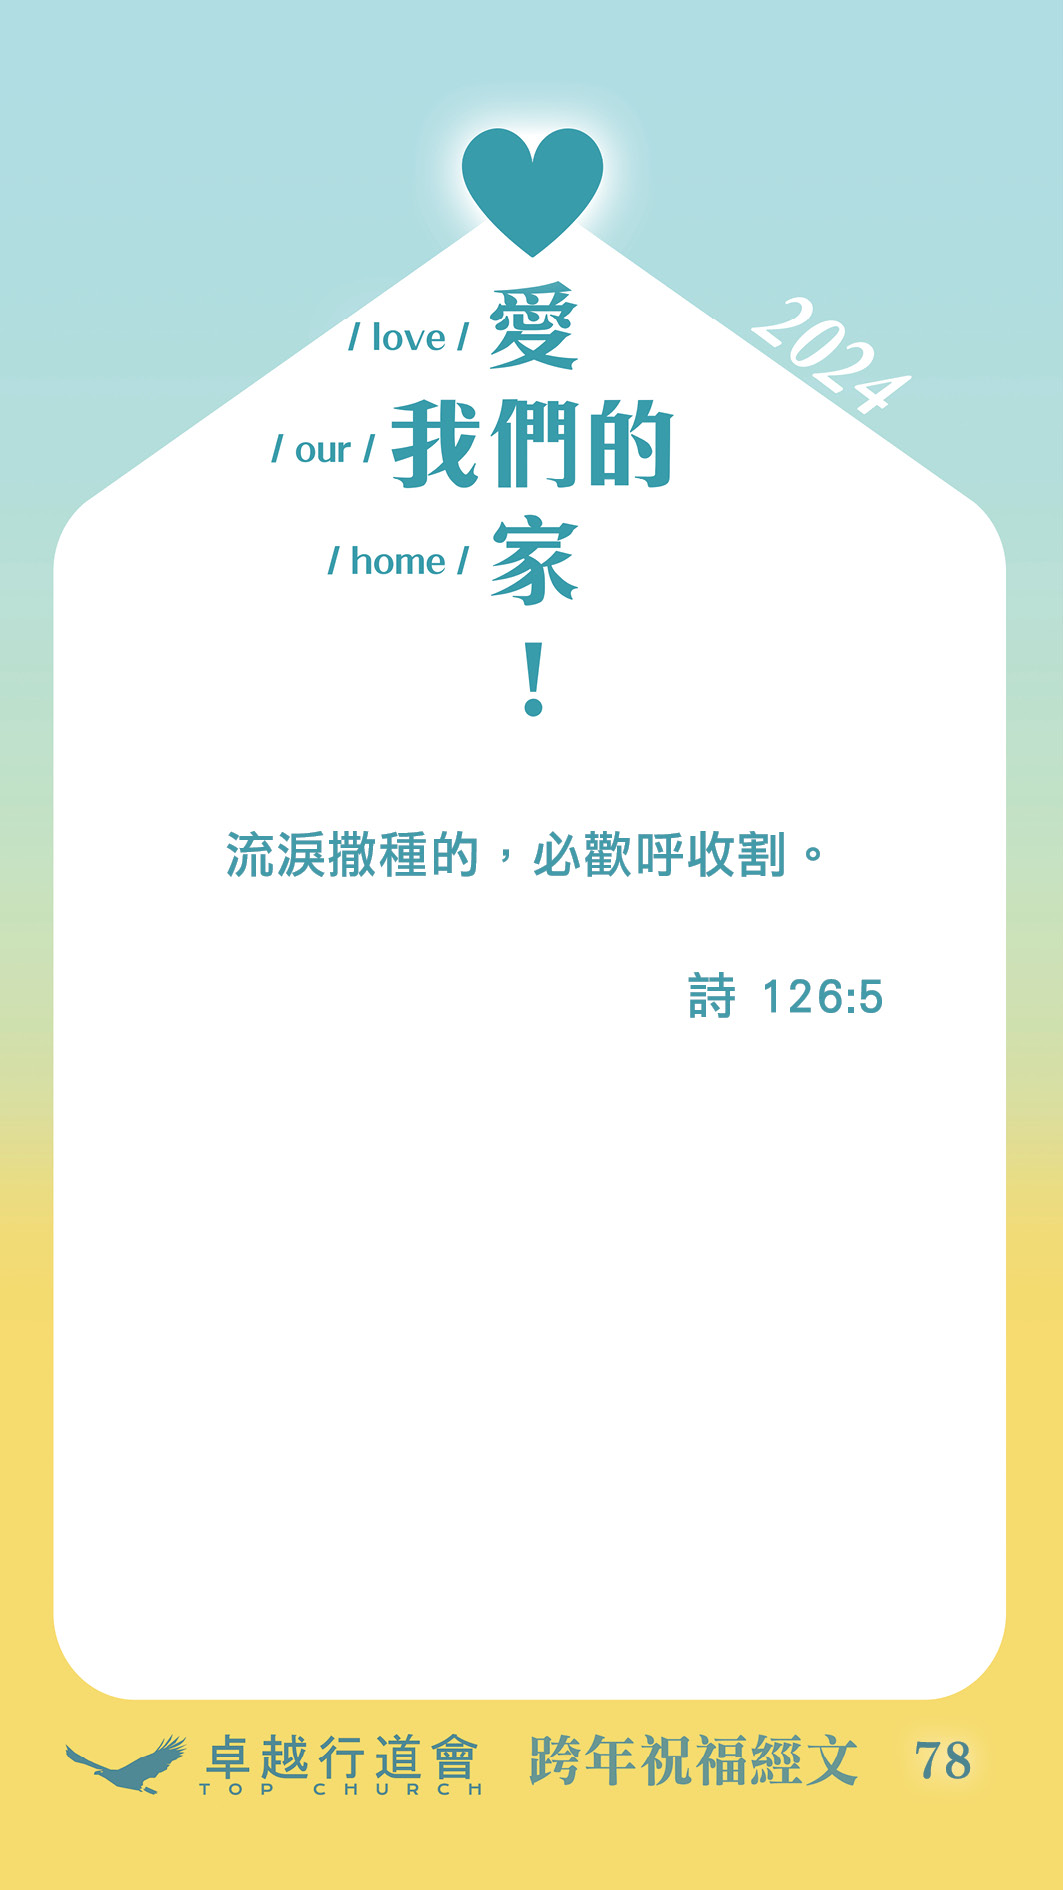 / love / 愛
2024
/ our / 我們的
/ home / 家
!
流淚撒種的，必歡呼收割。
詩 126:5
卓越行道會 跨年祝福經文 78
TOP CHURCH